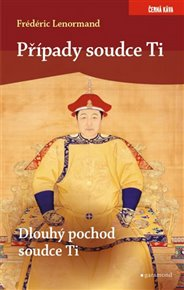 Frédéric Lenormand
ČERNÁ KÁVA
Případy soudce Ti
Dlouhý pochod
soudce Ti
garamond